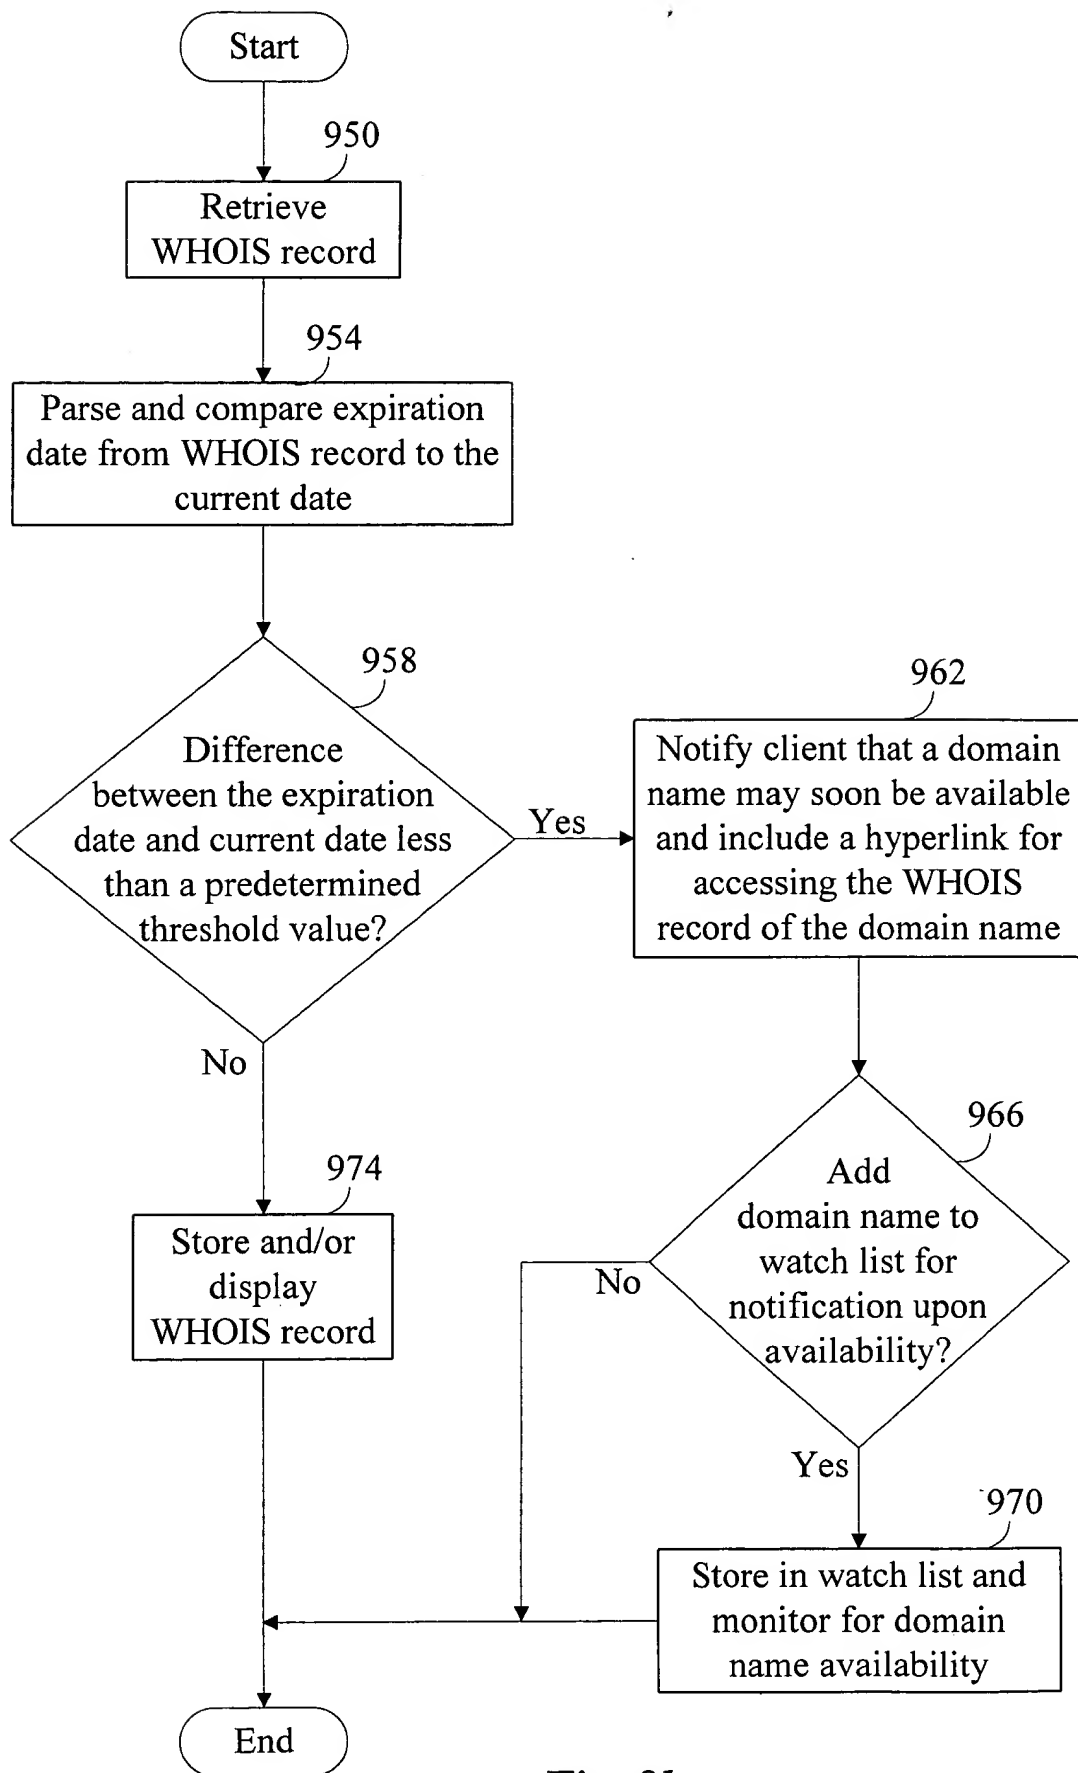 Start
950
Retrieve
WHOIS record
954
Parse and compare expiration
date from WHOIS record to the
current date
958
Difference
between the expiration
date and current date less
than a predetermined
threshold value?
Yes
962
Notify client that a domain
name may soon be available
and include a hyperlink for
accessing the WHOIS
record of the domain name
No
966
Add
domain name to
watch list for
notification upon
availability?
No
Yes
974
Store and/or
display
WHOIS record
970
Store in watch list and
monitor for domain
name availability
End